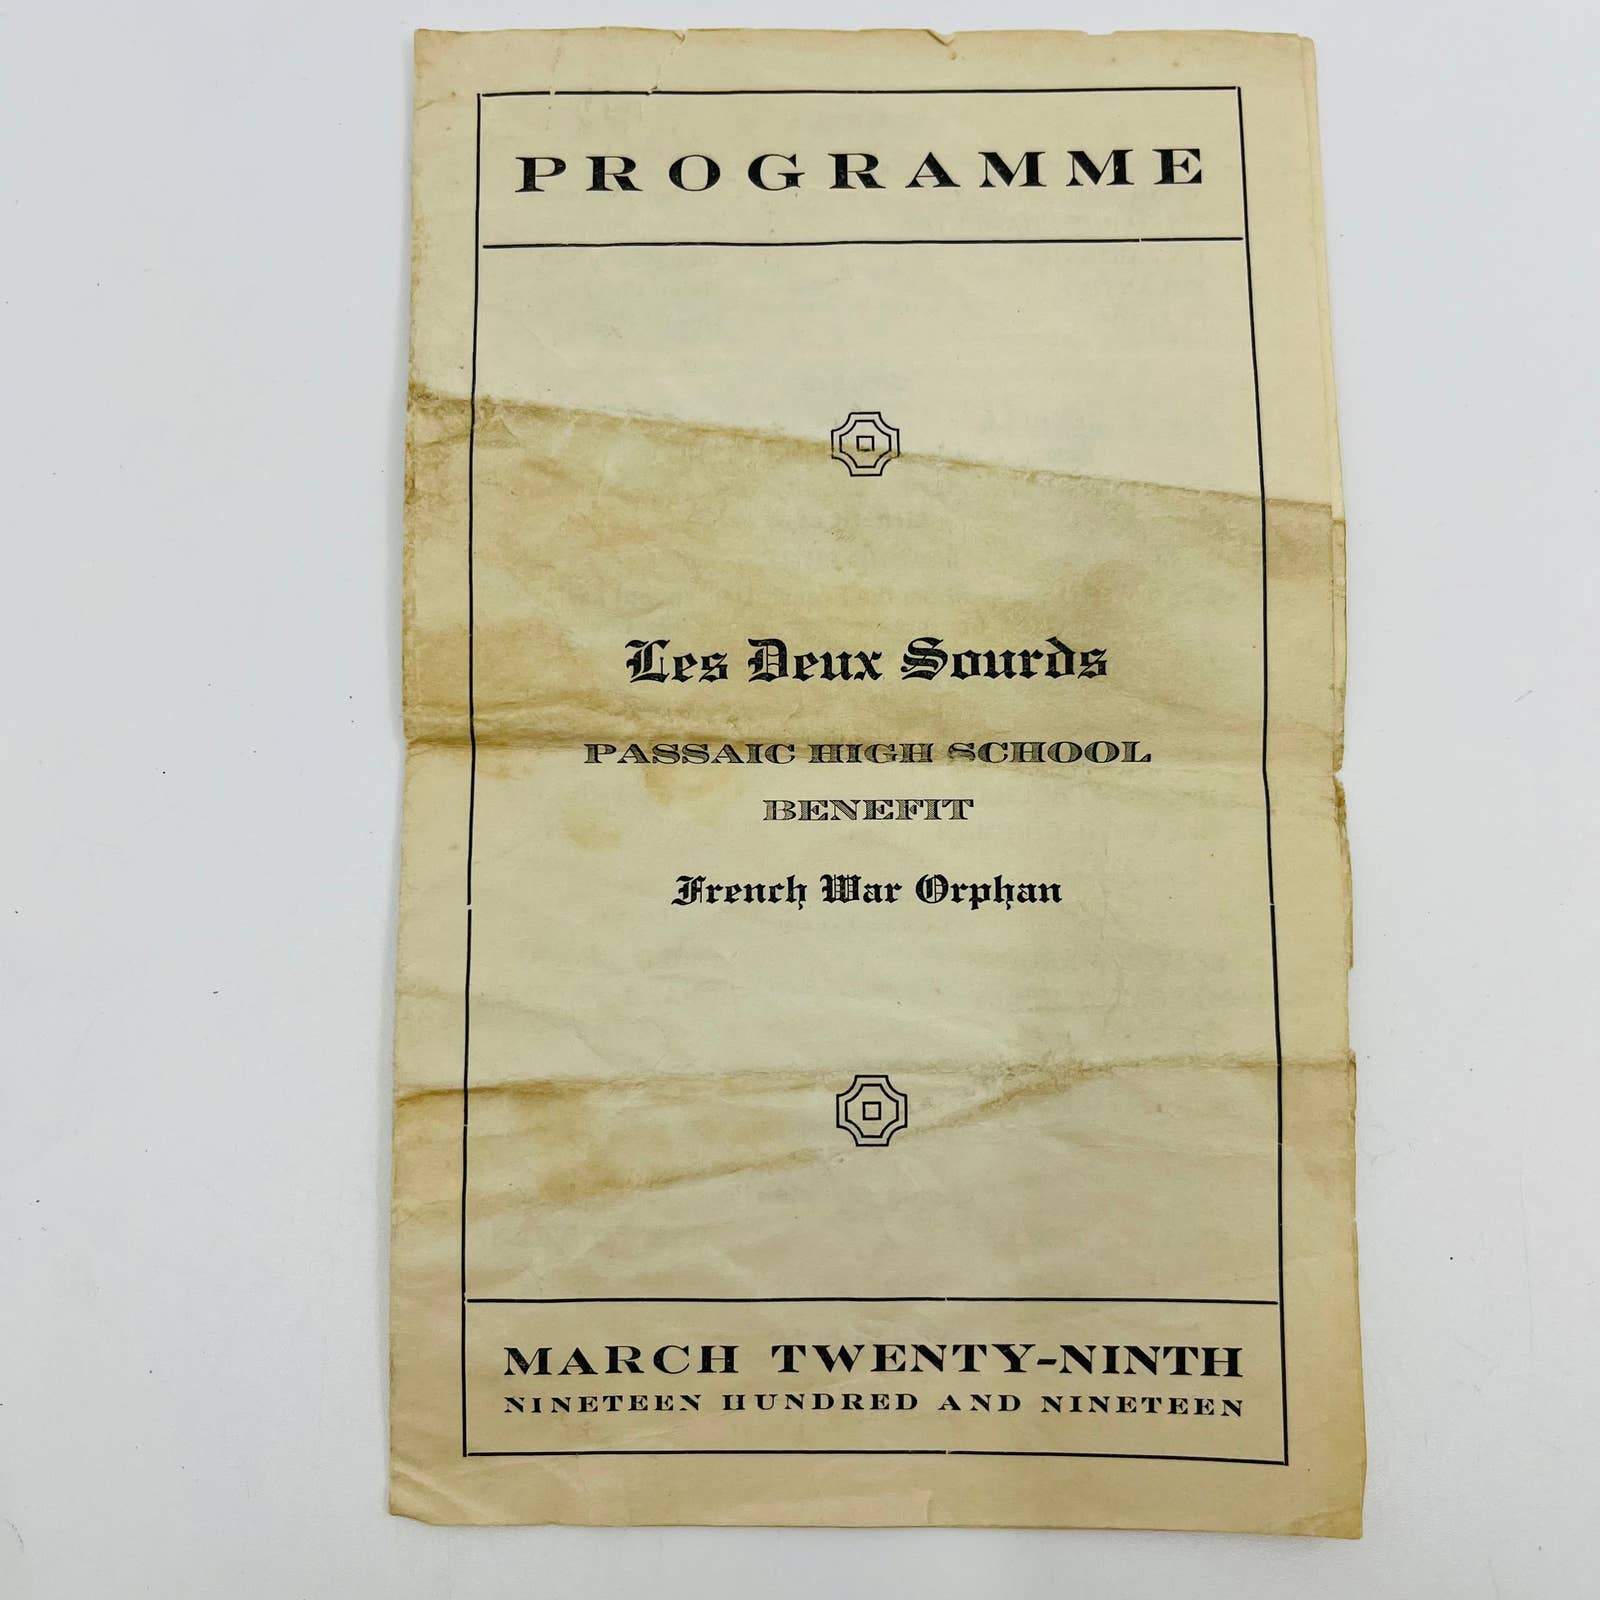 PROGRAMME
Les Deux Sourds
PASSAIC HIGH SCHOOL
BENEFIT
French War Orphan
MARCH TWENTY-NINTH
NINETEEN HUNDRED AND NINETEEN